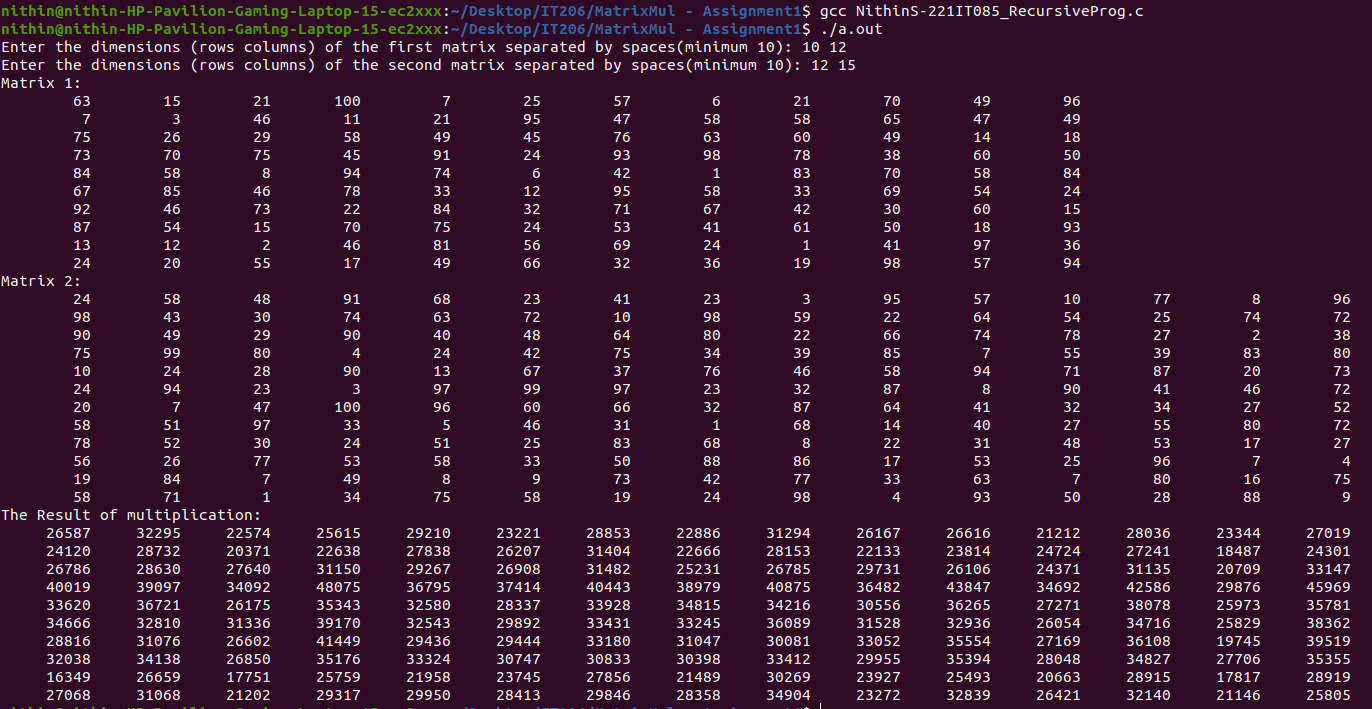 nithin@nithin-HP-Pavilion-Gaming-Laptop-15-ec2xxx:~/Desktop/IT206/MatrixMul - Assignment1$ gcc NithinS-221IT085_RecursiveProg.c
nithin@nithin-HP-Pavilion-Gaming-Laptop-15-ec2xxx:~/Desktop/IT206/MatrixMul - Assignment1$ ./a.out
Enter the dimensions (rows columns) of the first matrix separated by spaces(minimum 10): 10 12
Enter the dimensions (rows columns) of the second matrix separated by spaces(minimum 10): 12 15
Matrix 1:
63 15 21 100 7 25 57 6 21 70 49 96
7 3 46 11 21 95 47 58 58 65 47 49
75 26 29 58 49 45 76 63 60 49 14 18
73 70 75 45 91 24 93 98 78 38 60 50
84 58 8 94 74 6 42 1 83 70 58 84
67 85 46 78 33 12 95 58 33 69 54 24
92 46 73 22 84 32 71 67 42 30 60 15
87 54 15 70 75 24 53 41 61 50 18 93
13 12 2 46 81 56 69 24 1 41 97 36
24 20 55 17 49 66 32 36 19 98 57 94
Matrix 2:
24 58 48 91 68 23 41 23 3 95 57 10 77 8 96
98 43 30 74 63 72 10 98 59 22 64 54 25 74 72
90 49 29 90 40 48 64 80 22 66 74 78 27 2 38
75 99 80 4 24 42 75 34 39 85 7 55 39 83 80
10 24 28 90 13 67 37 76 46 58 94 71 87 20 73
24 94 23 3 97 99 97 23 32 87 8 90 41 46 72
20 7 47 100 96 60 66 32 87 64 41 32 34 27 52
58 51 97 33 5 46 31 1 68 14 40 27 55 80 72
78 52 30 24 51 25 83 68 8 22 31 48 53 17 27
56 26 77 53 58 33 50 88 86 17 53 25 96 7 4
19 84 7 49 8 9 73 42 77 33 63 7 80 16 75
58 71 1 34 75 58 19 24 98 4 93 50 28 88 9
The Result of multiplication:
26587 32295 22574 25615 29210 23221 28853 22886 31294 26167 26616 21212 28036 23344 27019
24120 28732 20371 22638 27838 26207 31404 22666 28153 22133 23814 24724 27241 18487 24301
26786 28630 27640 31150 29267 26908 31482 25231 26785 29731 26106 24371 31135 20709 33147
40019 39097 34092 48075 36795 37414 40443 38979 40875 36482 43847 34692 42586 29876 45969
33620 36721 26175 35343 32580 28337 33928 34815 34216 30556 36265 27271 38078 25973 35781
34666 32810 31336 39170 32543 29892 33431 33245 36089 31528 32936 26054 34716 25829 38362
28816 31076 26602 41449 29436 29444 33180 31047 30081 33052 35554 27169 36108 19745 39519
32038 34138 26850 35176 33324 30747 30833 30398 33412 29955 35394 28048 34827 27706 35355
16349 26659 17751 25759 21958 23745 27856 21489 30269 23927 25493 20663 28915 17817 28919
27068 31068 21202 29317 29950 28413 29846 28358 34904 23272 32839 26421 32140 21146 25805